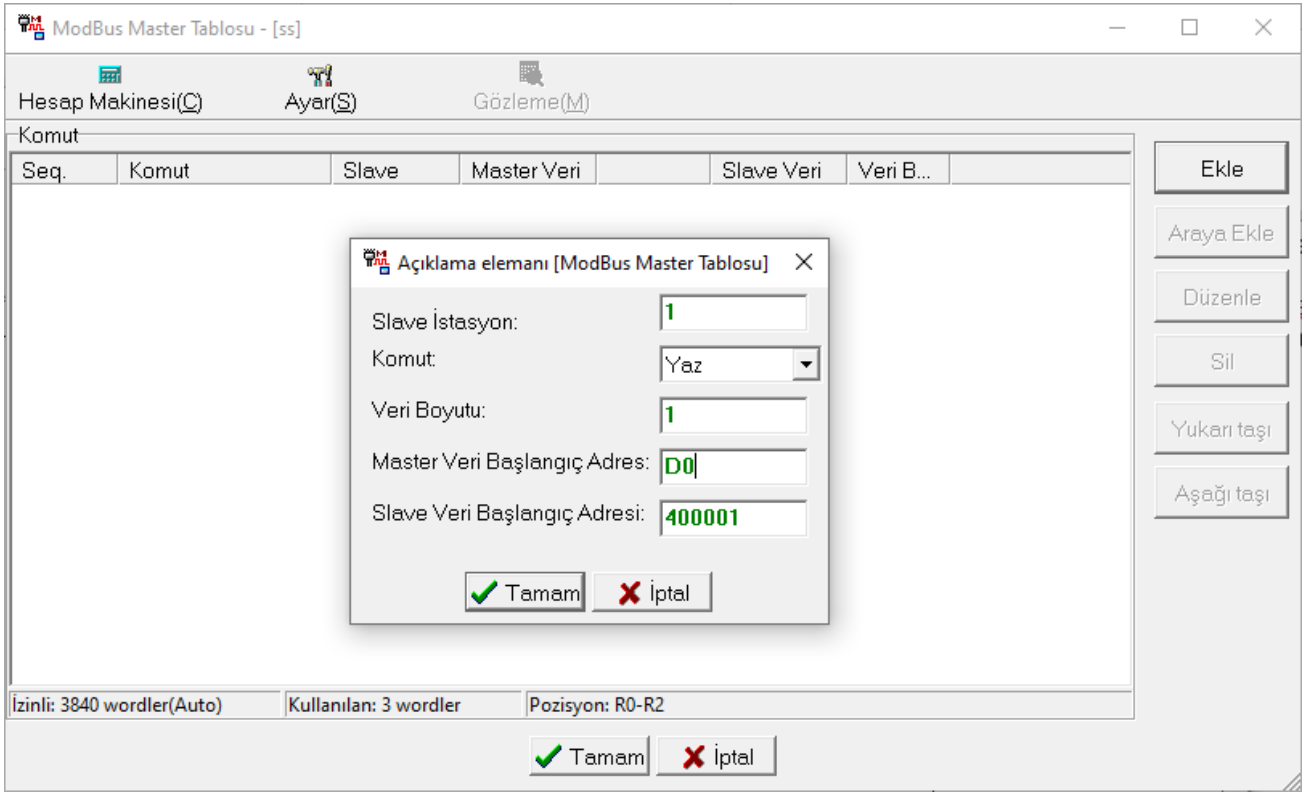 ModBus Master Tablosu - [ss]
Hesap Makinesi(C) Ayar(S) Gözleme(M)
Komut
Seq. Komut Slave Master Veri Slave Veri Veri B...
Ekle
Araya Ekle
Düzenle
Sil
Yukarı taşı
Aşağı taşı
Açıklama elemanı [ModBus Master Tablosu]
Slave İstasyon: 1
Komut: Yaz
Veri Boyutu: 1
Master Veri Başlangıç Adres: D0
Slave Veri Başlangıç Adresi: 400001
Tamam İptal
İzinli: 3840 wordler(Auto) Kullanılan: 3 wordler Pozisyon: R0-R2
Tamam İptal